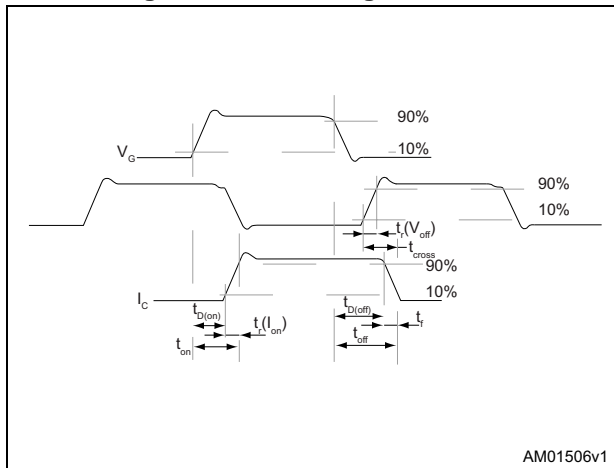 90%
V_G
10%
90%
10%
t_r(V_off)
t_cross
90%
I_C
10%
t_D(on)
t_r(I_on)
t_on
t_D(off)
t_f
t_off
AM01506v1